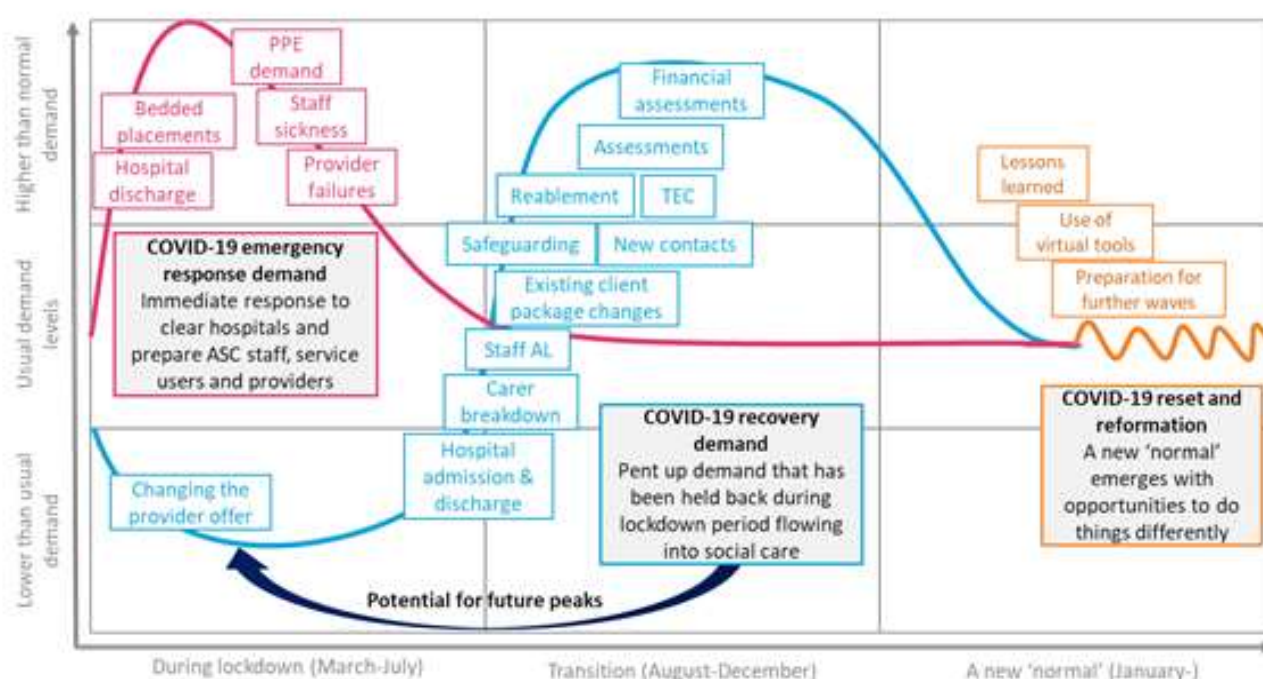 Higher than normal
demand
Usual demand
levels
Lower than usual
demand
PPE
demand
Bedded
placements
Staff
sickness
Hospital
discharge
Provider
failures
COVID-19 emergency
response demand
Immediate response to
clear hospitals and
prepare ASC staff, service
users and providers
Changing the
provider offer
Financial
assessments
Assessments
Reablement
TEC
Safeguarding
New contacts
Existing client
package changes
Staff AL
Carer
breakdown
Hospital
admission &
discharge
COVID-19 recovery
demand
Pent up demand that has
been held back during
lockdown period flowing
into social care
Lessons
learned
Use of
virtual tools
Preparation for
further waves
COVID-19 reset and
reformation
A new ‘normal’
emerges with
opportunities to do
things differently
Potential for future peaks
During lockdown (March-July)
Transition (August-December)
A new ‘normal’ (January-)